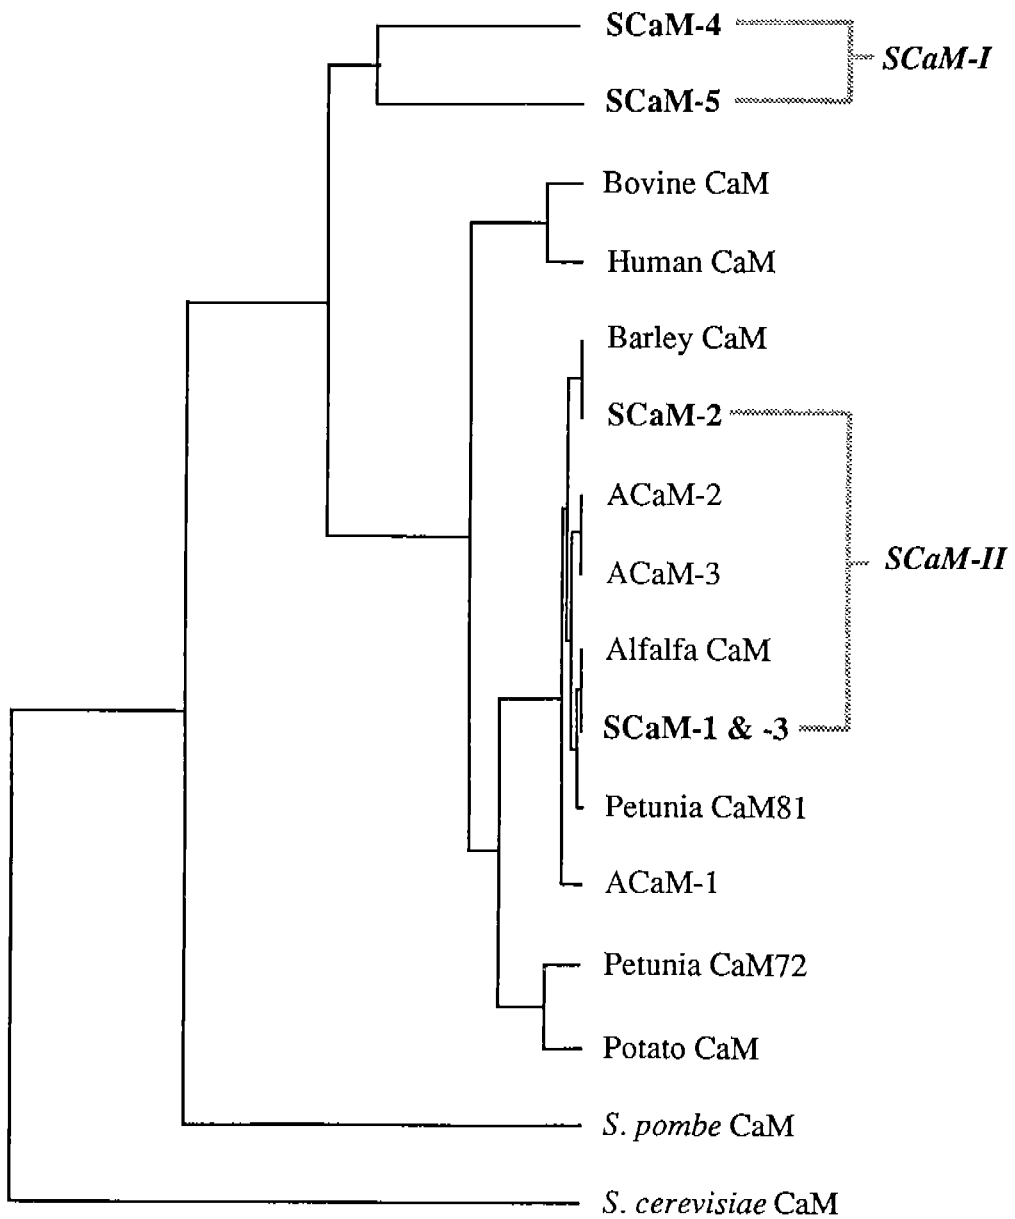 SCaM-4
SCaM-I
SCaM-5
Bovine CaM
Human CaM
Barley CaM
SCaM-2
ACaM-2
SCaM-II
ACaM-3
Alfalfa CaM
SCaM-1 & -3
Petunia CaM81
ACaM-1
Petunia CaM72
Potato CaM
S. pombe CaM
S. cerevisiae CaM